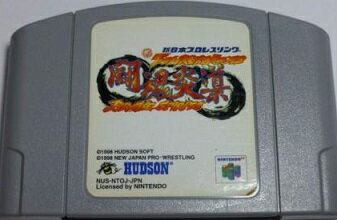 新日本プロレスリング
闘魂炎導
©1998 HUDSON SOFT
©1998 NEW JAPAN PRO-WRESTLING
HUDSON
NUS-NTOJ-JPN
Licensed by NINTENDO